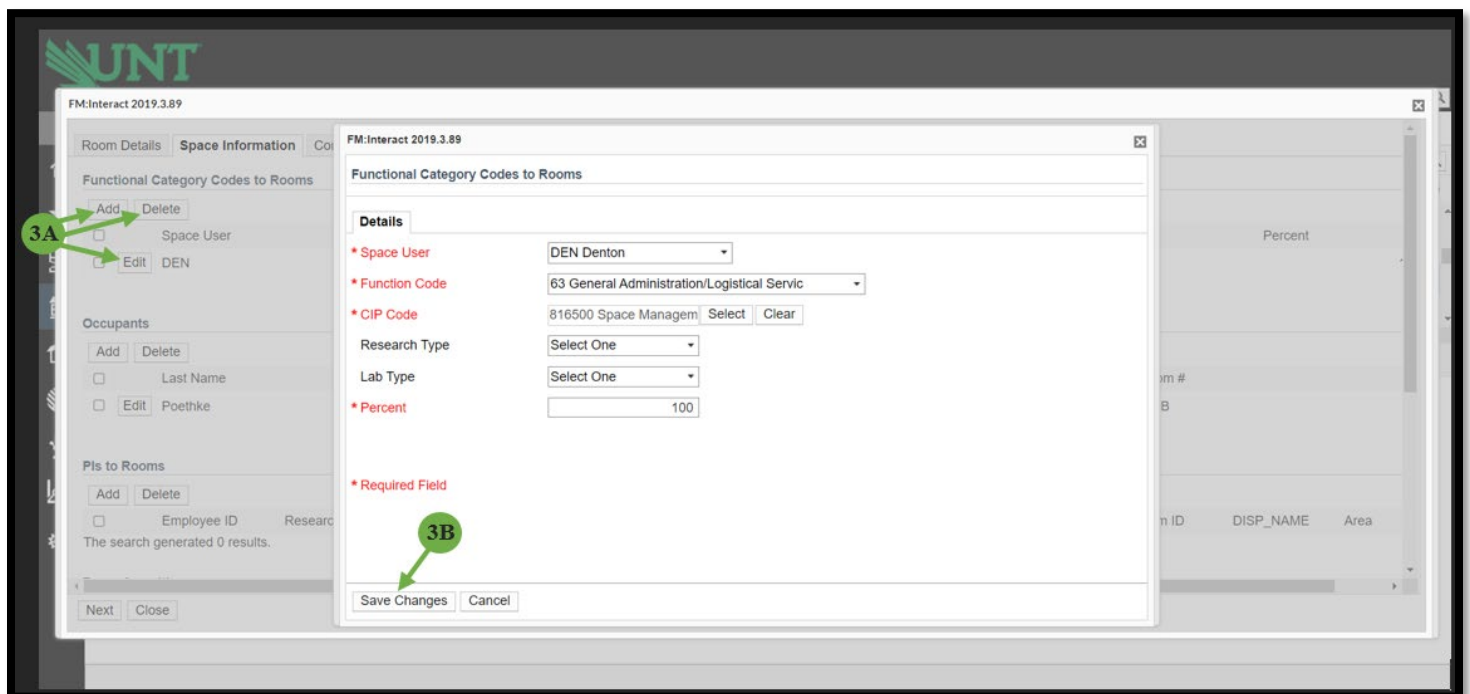 UNT
FM:Interact 2019.3.89
Room Details Space Information
Functional Category Codes to Rooms
Add Delete
3A
Space User Percent
Edit DEN
Occupants
Add Delete
Last Name
Edit Poethke B
PIs to Rooms
Add Delete
Employee ID ID DISP_NAME Area
The search generated 0 results.
Next Close
FM:Interact 2019.3.89
Functional Category Codes to Rooms
Details
* Space User DEN Denton
* Function Code 63 General Administration/Logistical Servic
* CIP Code 816500 Space Managem Select Clear
Research Type Select One
Lab Type Select One
* Percent 100
* Required Field
3B
Save Changes Cancel